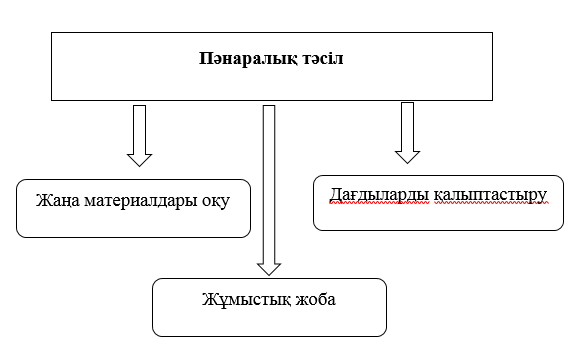 Пәнаралық тәсіл
Жаңа материалдары оқу
Дағдыларды қалыптастыру
Жұмыстық жоба